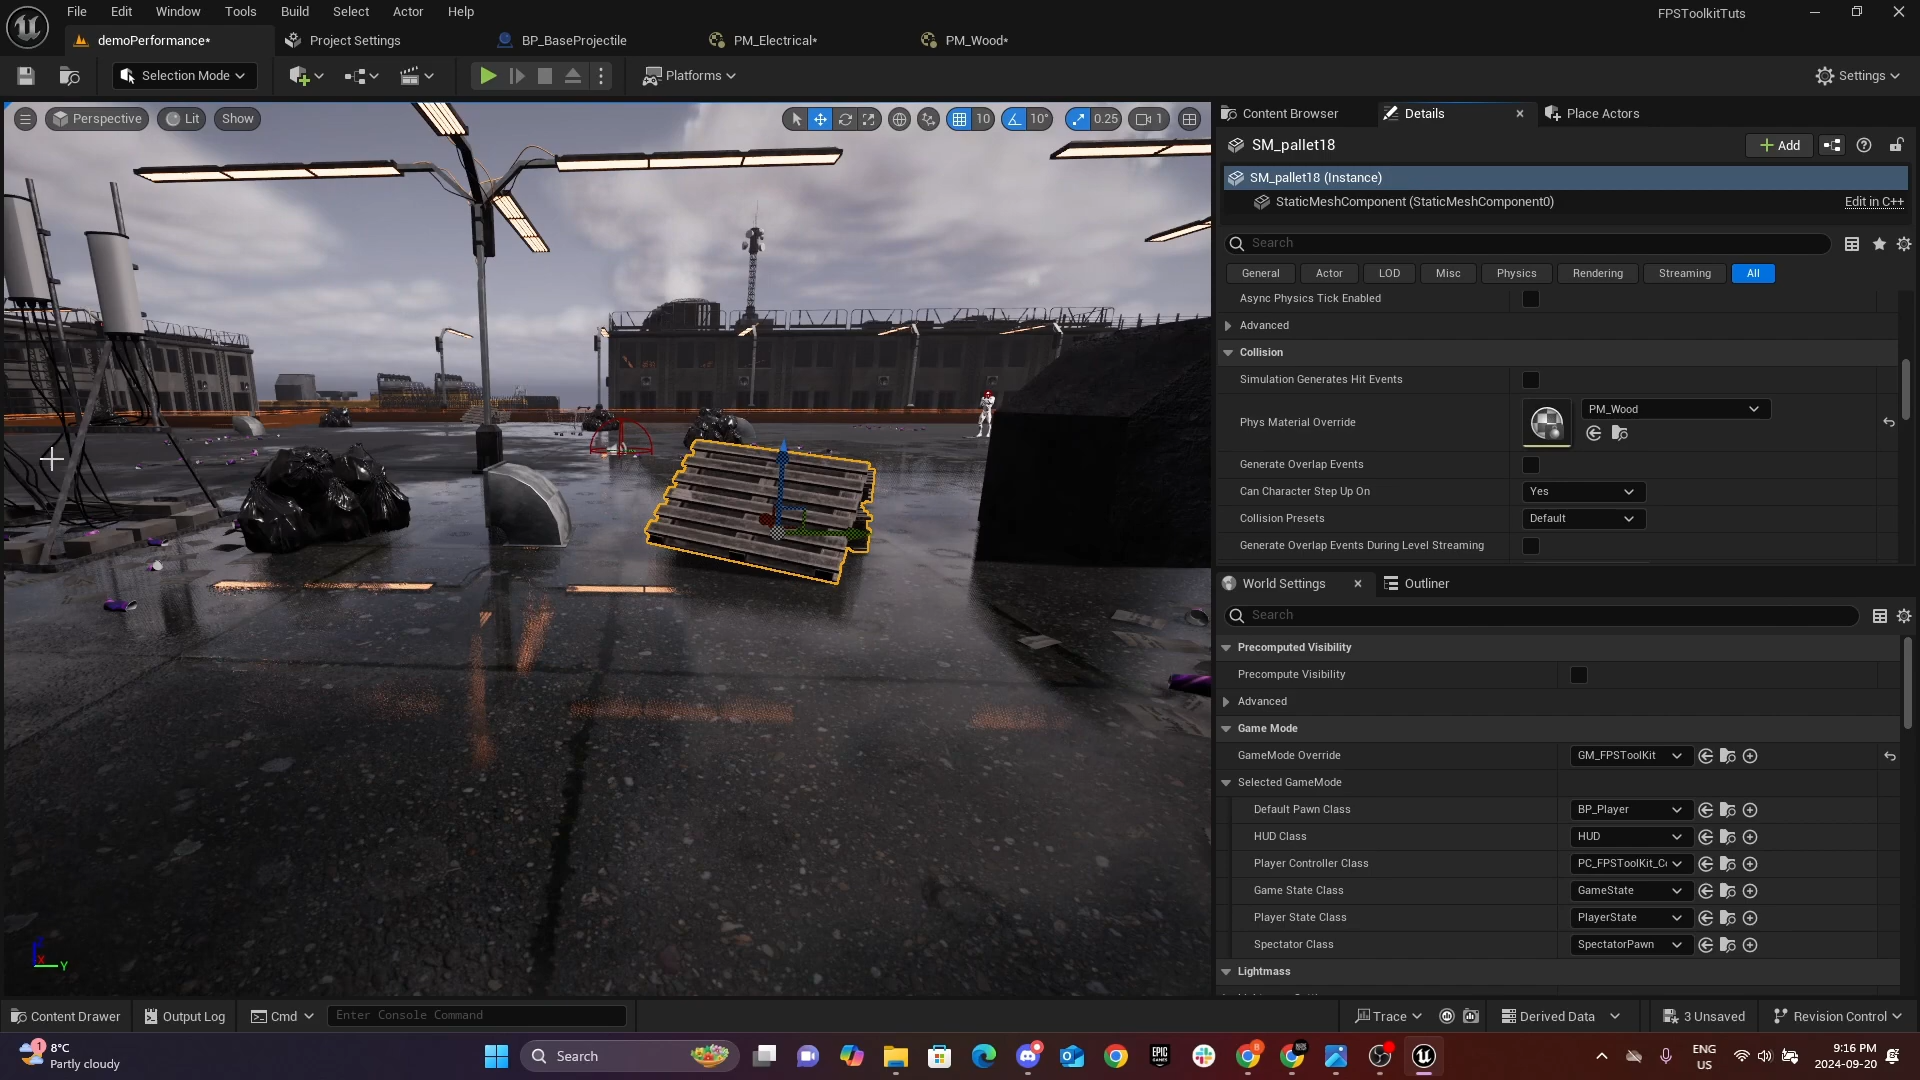 File Edit Window Tools Build Select Actor Help
FPSToolkitTuts
demoPerformance* Project Settings BP_BaseProjectile PM_Electrical* PM_Wood*
Selection Mode Platforms Settings
Perspective Lit Show 10 10° 0.25 1
Content Browser Details Place Actors
SM_pallet18 Add
SM_pallet18 (Instance)
StaticMeshComponent (StaticMeshComponent0) Edit in C++
Search
General Actor LOD Misc Physics Rendering Streaming All
Async Physics Tick Enabled
Advanced
Collision
Simulation Generates Hit Events
Phys Material Override PM_Wood
Generate Overlap Events
Can Character Step Up On Yes
Collision Presets Default
Generate Overlap Events During Level Streaming
World Settings Outliner
Search
Precomputed Visibility
Precompute Visibility
Advanced
Game Mode
GameMode Override GM_FPSToolKit
Selected GameMode
Default Pawn Class BP_Player
HUD Class HUD
Player Controller Class PC_FPSToolKit_C
Game State Class GameState
Player State Class PlayerState
Spectator Class SpectatorPawn
Lightmass
X Y
Content Drawer Output Log Cmd Enter Console Command Trace Derived Data 3 Unsaved Revision Control
1 8°C
Partly cloudy
Search
EPIC GAMES
ENG
US
9:16 PM
2024-09-20